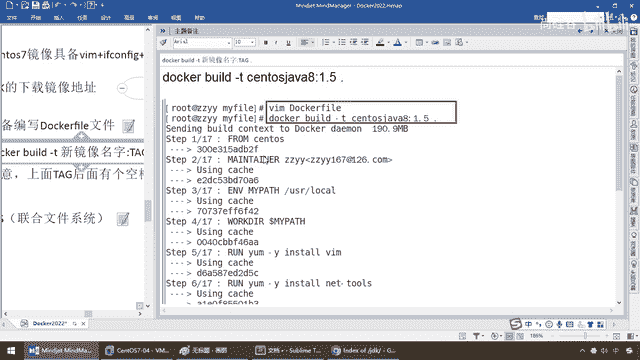 Mindjet MindManager - Docker2022.mmap
主题备注
Arial
docker build -t 新镜像名字:TAG .
docker build -t centosjava8:1.5 .
[root@zzyy myfile]# vim Dockerfile
[root@zzyy myfile]# docker build -t centosjava8:1.5 .
Sending build context to Docker daemon 190.9MB
Step 1/17 : FROM centos
---> 300e315adb2f
Step 2/17 : MAINTAINER zzyy<zzyy167@126.com>
---> Using cache
---> e2dc53bd70a6
Step 3/17 : ENV MYPATH /usr/local
---> Using cache
---> 70737eff6f42
Step 4/17 : WORKDIR $MYPATH
---> Using cache
---> 0040cbbf46aa
Step 5/17 : RUN yum -y install vim
---> Using cache
---> d6a587ed2d5c
Step 6/17 : RUN yum -y install net-tools
---> Using cache
entos7镜像具备vim+ifconfig+
K的下载镜像地址
备编写Dockerfile文件
cker build -t 新镜像名字:TAG .
意，上面TAG后面有个空格
S（联合文件系统）
Docker2022*
186%
Mindjet MindMa...
CentOS7-04 - VM...
无标题 - 画图
文档 • - Sublime T...
Index of /jdk/ - G...